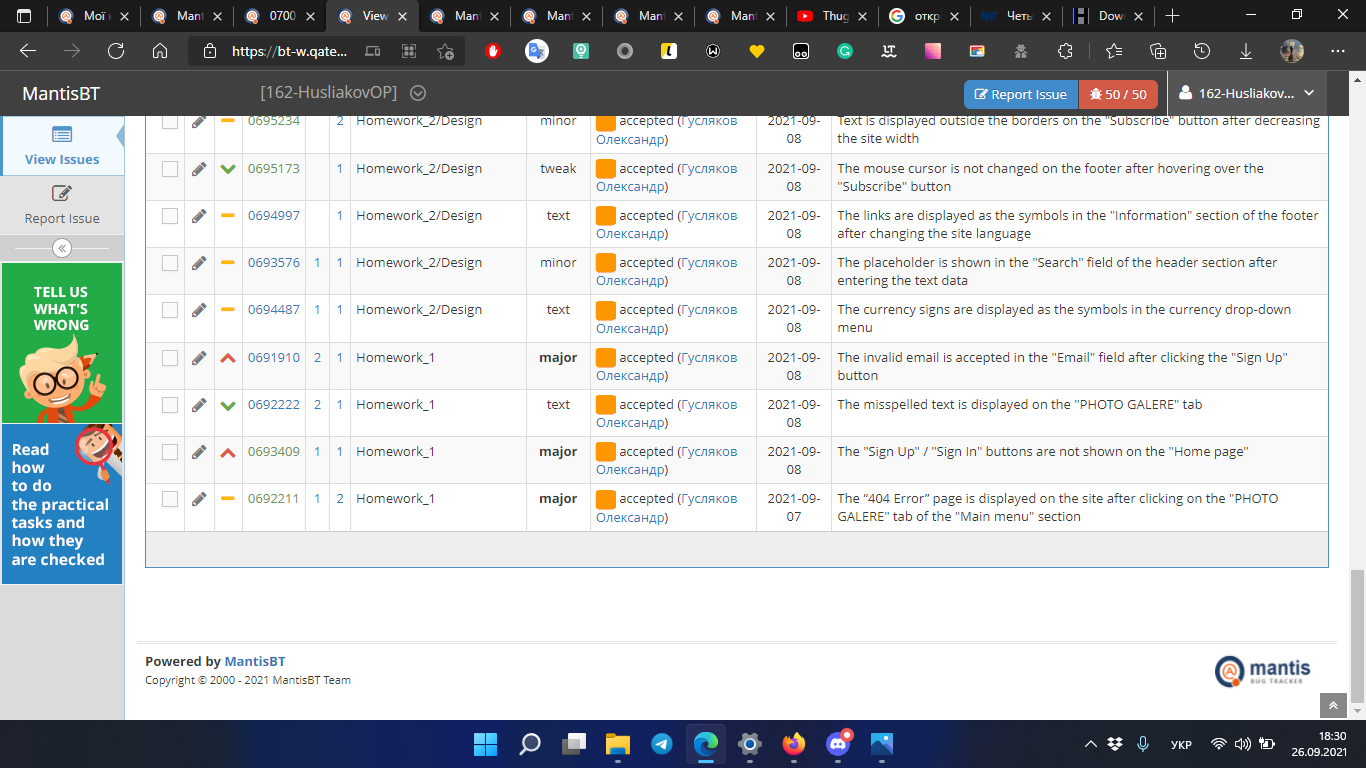 Мої к
Mant
0700
View
Mant
Mant
Mant
Mant
Thug
откр
Четы
Dow
https://bt-w.qate...
MantisBT
[162-HusliakovOP]
Report Issue
50 / 50
162-Husliakov...
View Issues
Report Issue
TELL US
WHAT'S
WRONG
Read
how
to do
the practical
tasks and
how they
are checked
0695234 2 Homework_2/Design minor accepted (Гусляков Олександр) 2021-09-08 Text is displayed outside the borders on the "Subscribe" button after decreasing
the site width
0695173 1 Homework_2/Design tweak accepted (Гусляков Олександр) 2021-09-08 The mouse cursor is not changed on the footer after hovering over the
"Subscribe" button
0694997 1 Homework_2/Design text accepted (Гусляков Олександр) 2021-09-08 The links are displayed as the symbols in the "Information" section of the footer
after changing the site language
0693576 1 1 Homework_2/Design minor accepted (Гусляков Олександр) 2021-09-08 The placeholder is shown in the "Search" field of the header section after
entering the text data
0694487 1 1 Homework_2/Design text accepted (Гусляков Олександр) 2021-09-08 The currency signs are displayed as the symbols in the currency drop-down
menu
0691910 2 1 Homework_1 major accepted (Гусляков Олександр) 2021-09-08 The invalid email is accepted in the "Email" field after clicking the "Sign Up"
button
0692222 2 1 Homework_1 text accepted (Гусляков Олександр) 2021-09-08 The misspelled text is displayed on the "PHOTO GALERE" tab
0693409 1 1 Homework_1 major accepted (Гусляков Олександр) 2021-09-08 The "Sign Up" / "Sign In" buttons are not shown on the "Home page"
0692211 1 2 Homework_1 major accepted (Гусляков Олександр) 2021-09-07 The “404 Error” page is displayed on the site after clicking on the "PHOTO
GALERE" tab of the "Main menu" section
Powered by MantisBT
Copyright © 2000 - 2021 MantisBT Team
mantis
BUG TRACKER
УКР
18:30
26.09.2021